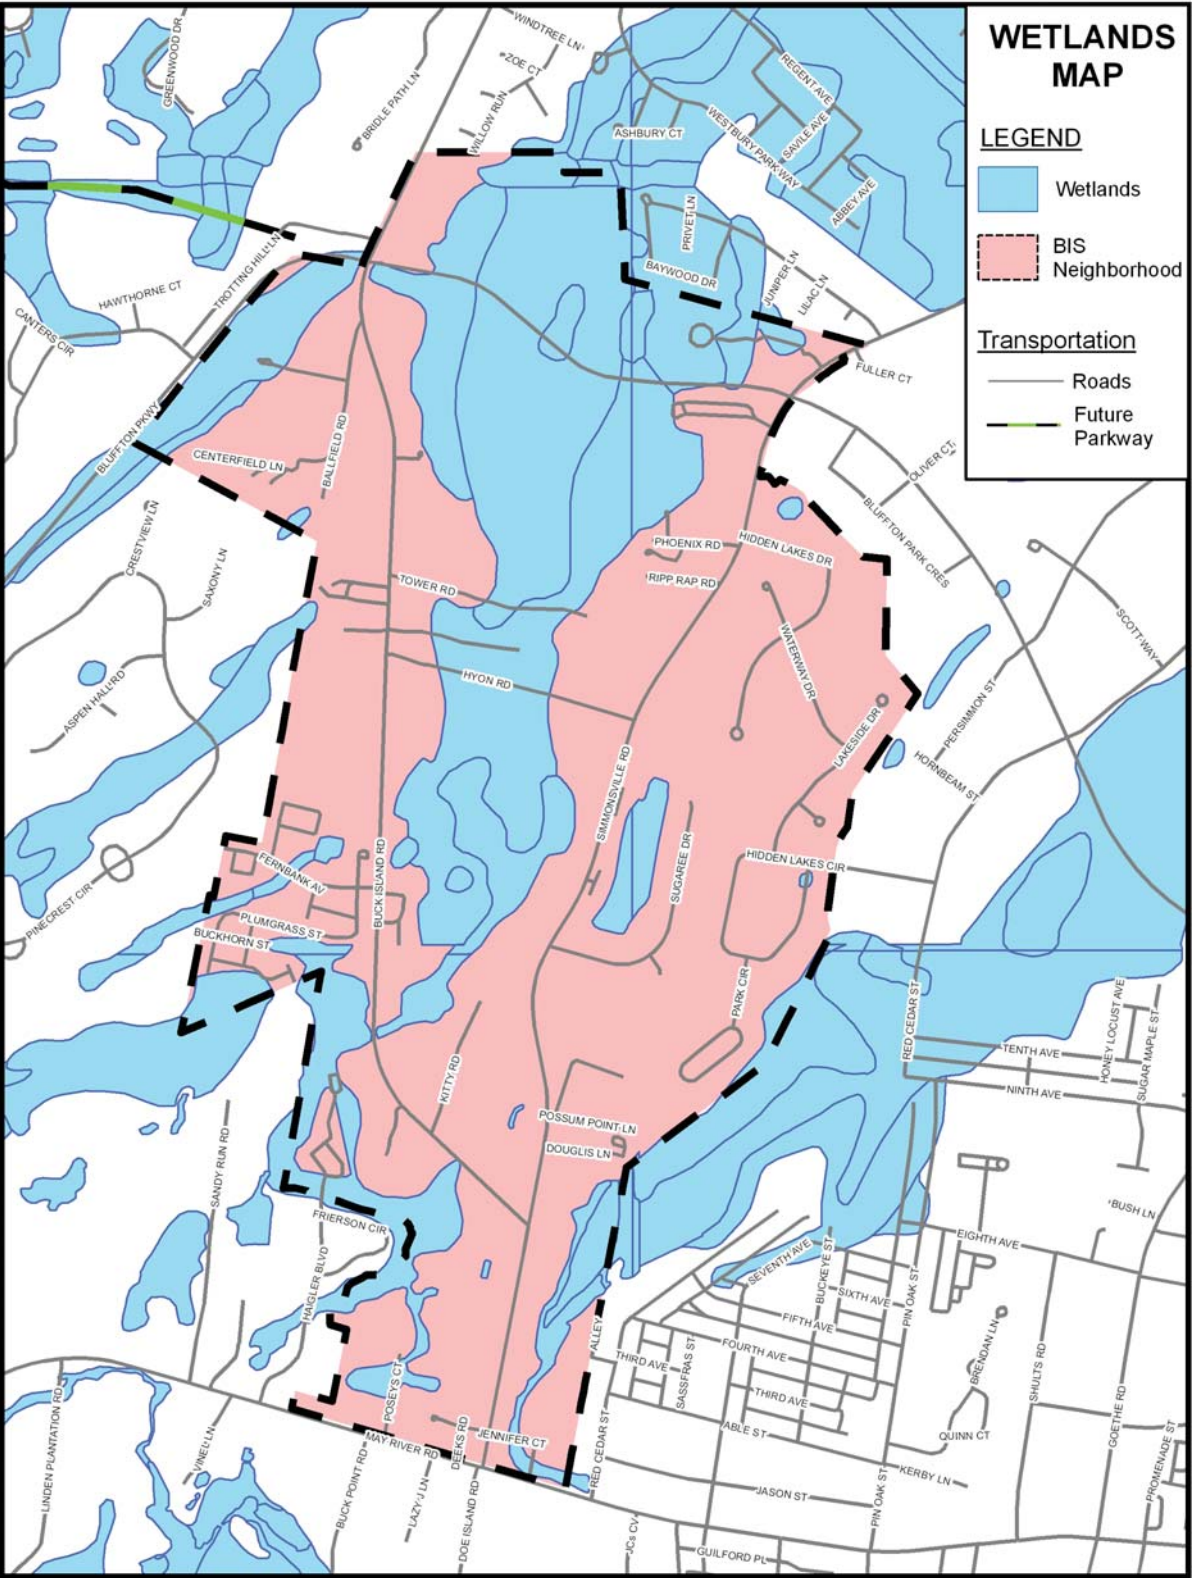 WETLANDS
MAP
LEGEND
Wetlands
BIS
Neighborhood
Transportation
Roads
Future
Parkway
WINDTREE LN
ZOE CT
GREENWOOD DR
BRIDLE PATH LN
WILLOW RUN
REGENT AVE
ASHBURY CT
WESTBURY PARK WAY
SAVILE AVE
ABBEY AVE
PRIVET LN
TROTTING HILL LN
BAYWOOD DR
JUNIPER LN
LILAC LN
HAWTHORNE CT
CANTERS CIR
FULLER CT
BLUFFTON PKWY
BALLFIELD RD
CENTERFIELD LN
OLIVER CT
BLUFFTON PARK CRES
CRESTVIEW LN
PHOENIX RD
HIDDEN LAKES DR
SAXONY LN
RIPP RAP RD
TOWER RD
SCOTT WAY
WATERWAY DR
HYON RD
ASPEN HALL RD
PERSIMMON ST
LAKESIDE DR
HORNBEAM ST
SIMMONSVILLE RD
SUGAREE DR
HIDDEN LAKES CIR
FERNBANK AV
BUCK ISLAND RD
PINECREST CIR
PLUMGRASS ST
BUCKHORN ST
PARK CIR
RED CEDAR ST
HONEY LOCUST AVE
SUGAR MAPLE ST
TENTH AVE
KITTY RD
NINTH AVE
POSSUM POINT LN
DOUGLIS LN
SANDY RUN RD
BUSH LN
FRIERSON CIR
EIGHTH AVE
HAIGLER BLVD
SEVENTH AVE
BUCKEYE ST
SIXTH AVE
PIN OAK ST
FIFTH AVE
ALLEY
FOURTH AVE
BRENDAN LN
THIRD AVE
SASSFRAS ST
SHULTS RD
POSEYS CT
THIRD AVE
GOETHE RD
LINDEN PLANTATION RD
VINEL LN
MAY RIVER RD
DEEKS RD
JENNIFER CT
RED CEDAR ST
ABLE ST
QUINN CT
PROMENADE ST
KERBY LN
BUCK POINT RD
LAZY J LN
DOE ISLAND RD
JASON ST
PIN OAK ST
JCs CV
GUILFORD PL